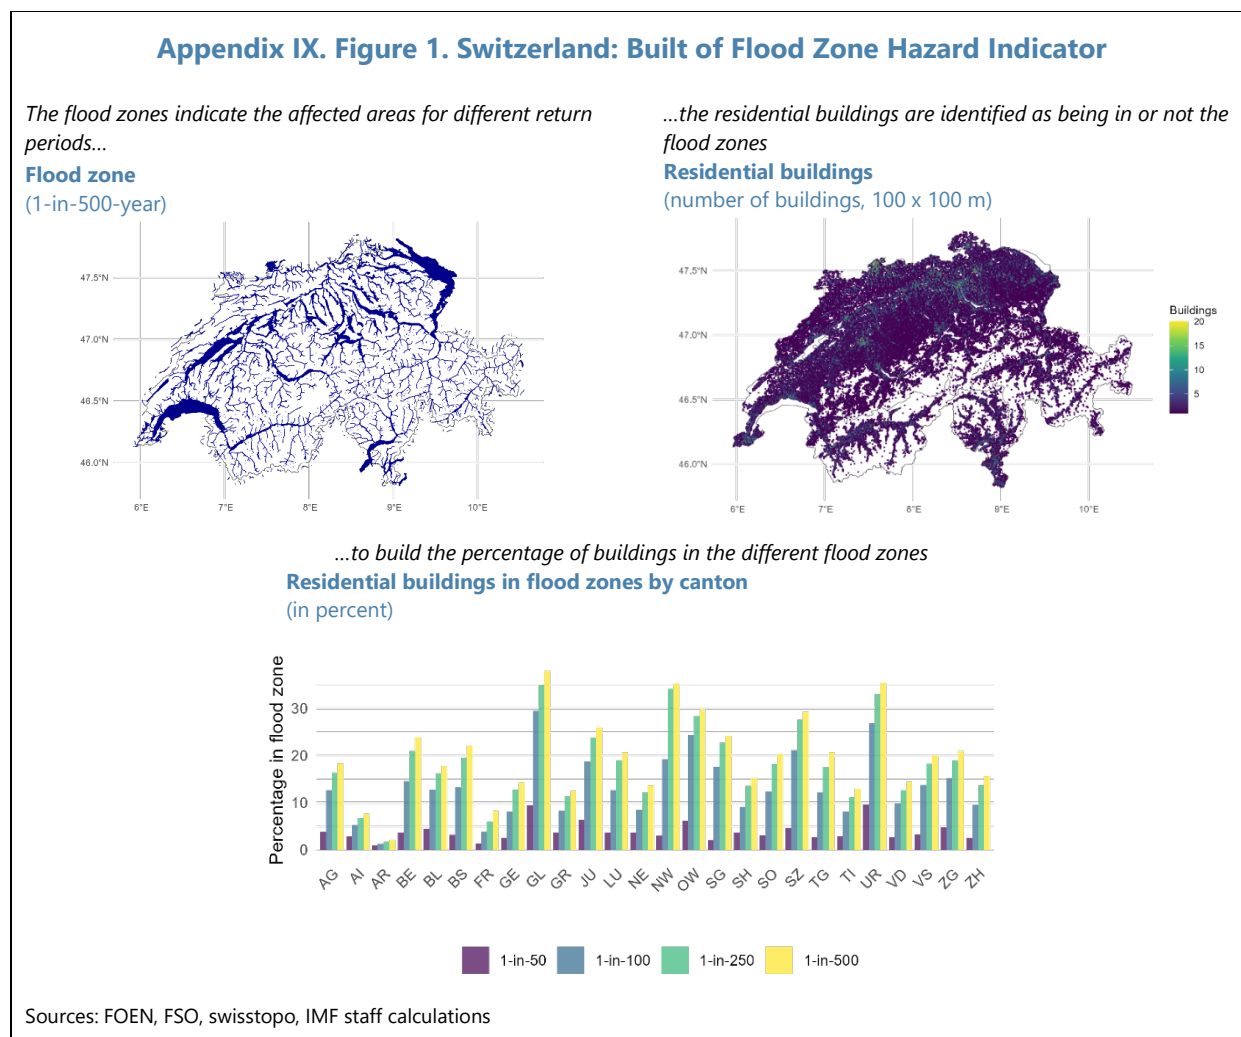 Appendix IX. Figure 1. Switzerland: Built of Flood Zone Hazard Indicator
The flood zones indicate the affected areas for different return
periods…
Flood zone
(1-in-500-year)
47.5°N
47.0°N
46.5°N
46.0°N
6°E 7°E 8°E 9°E 10°E
…the residential buildings are identified as being in or not the
flood zones
Residential buildings
(number of buildings, 100 x 100 m)
47.5°N
47.0°N
46.5°N
46.0°N
6°E 7°E 8°E 9°E 10°E
Buildings
20
15
10
5
…to build the percentage of buildings in the different flood zones
Residential buildings in flood zones by canton
(in percent)
Percentage in flood zone
30
20
10
0
AG AI AR BE BL BS FR GE GL GR JU LU NE NW OW SG SH SO SZ TG TI UR VD VS ZG ZH
1-in-50 1-in-100 1-in-250 1-in-500
Sources: FOEN, FSO, swisstopo, IMF staff calculations